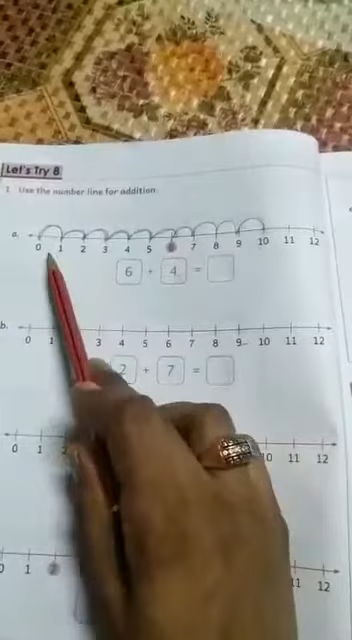 Let's Try 8
1. Use the number line for addition.
a. 0 1 2 3 4 5 6 7 8 9 10 11 12
6 + 4 =
b. 0 1 3 4 5 6 7 8 9 10 11 12
2 + 7 =
0 1 2 10 11 12
0 1 2 11 12